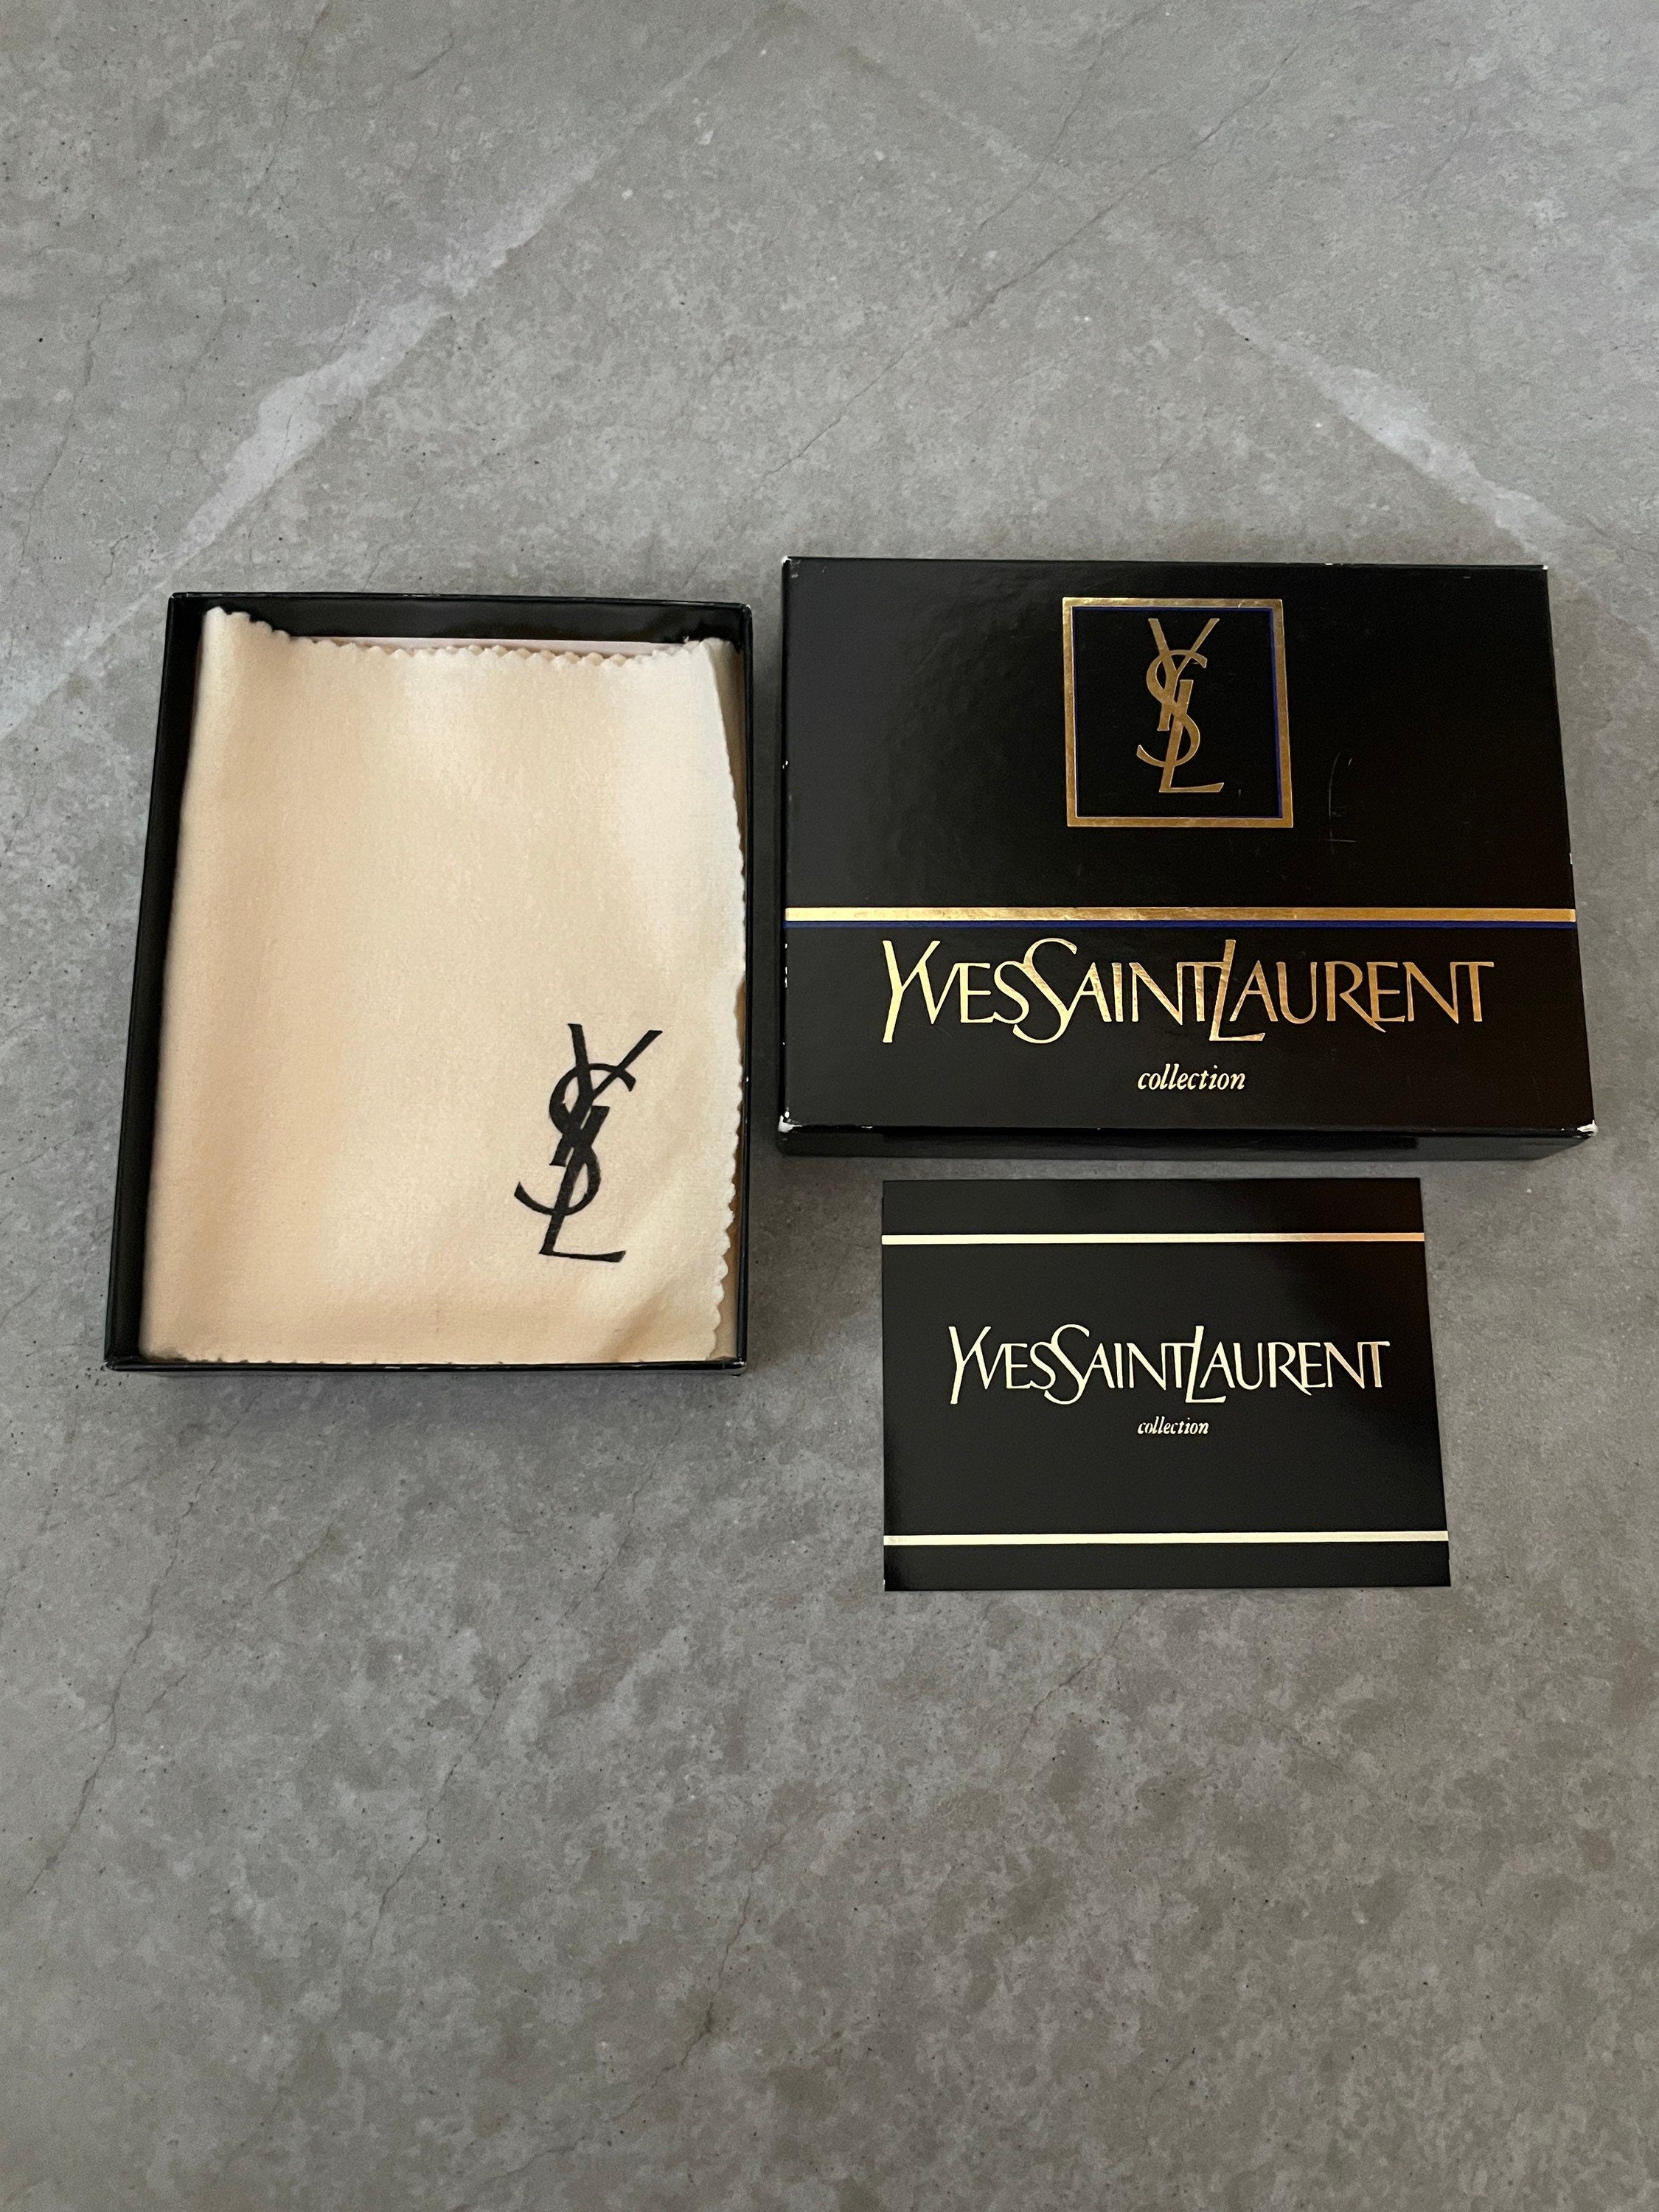 YSL
YSL
YVESSAINTLAURENT
collection
YVESSAINTLAURENT
collection